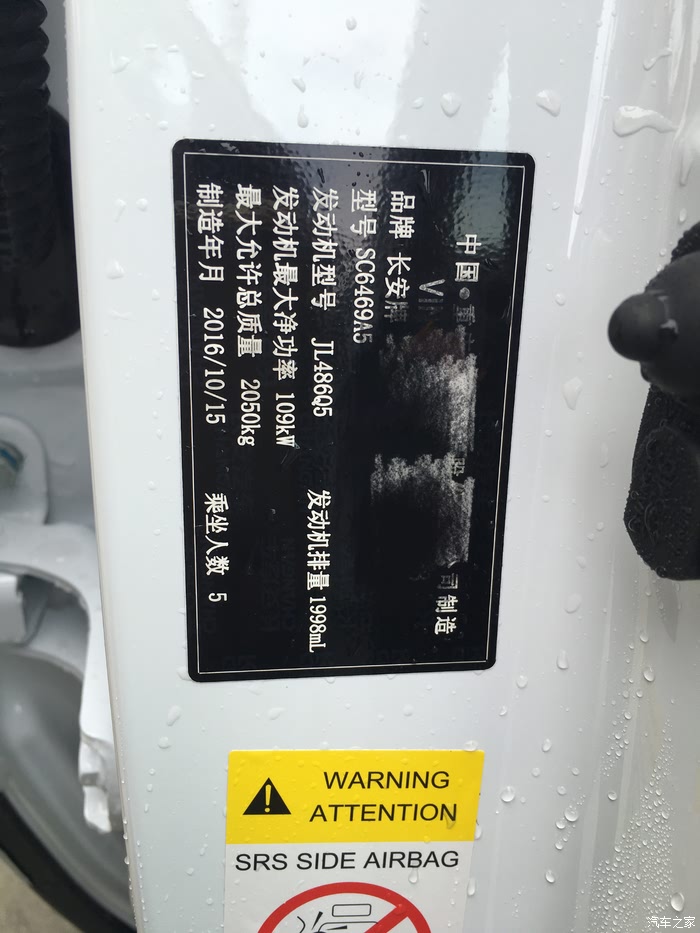 中国·重
司制造
VI
品牌 长安牌
型号 SC6469A5
发动机型号 JL486Q5 发动机排量 1998mL
发动机最大净功率 109kW
最大允许总质量 2050kg
制造年月 2016/10/15 乘坐人数 5
WARNING
ATTENTION
SRS SIDE AIRBAG
汽车之家